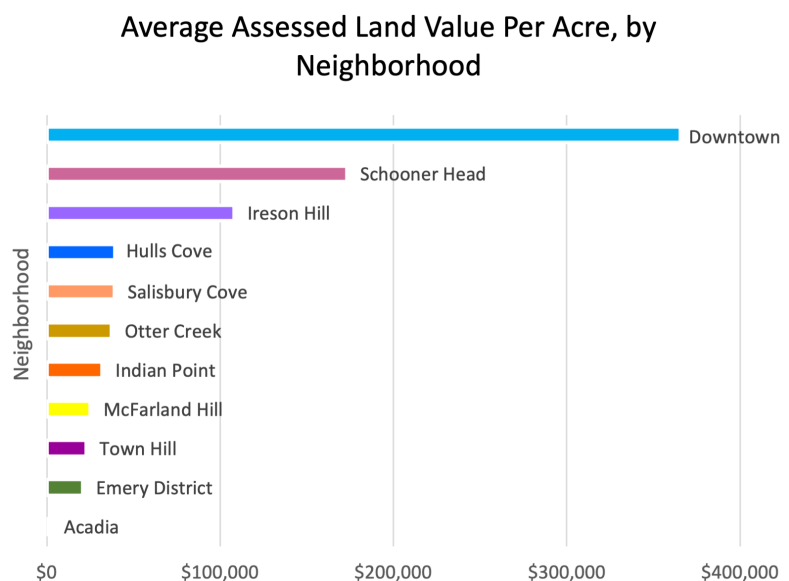 Average Assessed Land Value Per Acre, by
Neighborhood
Downtown
Schooner Head
Ireson Hill
Hulls Cove
Salisbury Cove
Otter Creek
Indian Point
McFarland Hill
Town Hill
Emery District
Acadia
Neighborhood
$0
$100,000
$200,000
$300,000
$400,000